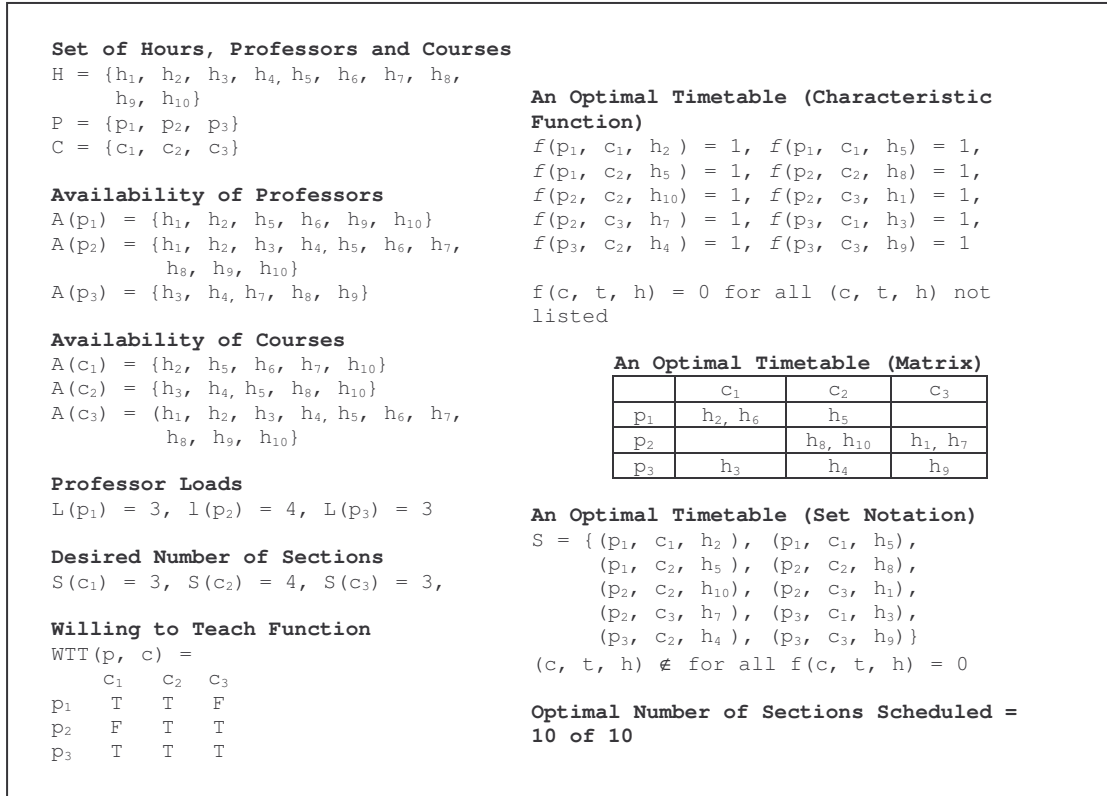 Set of Hours, Professors and Courses
H = {h₁, h₂, h₃, h₄, h₅, h₆, h₇, h₈,
h₉, h₁₀}
P = {p₁, p₂, p₃}
C = {c₁, c₂, c₃}
Availability of Professors
A(p₁) = {h₁, h₂, h₅, h₆, h₉, h₁₀}
A(p₂) = {h₁, h₂, h₃, h₄, h₅, h₆, h₇,
h₈, h₉, h₁₀}
A(p₃) = {h₃, h₄, h₇, h₈, h₉}
Availability of Courses
A(c₁) = {h₂, h₅, h₆, h₇, h₁₀}
A(c₂) = {h₃, h₄, h₅, h₈, h₁₀}
A(c₃) = (h₁, h₂, h₃, h₄, h₅, h₆, h₇,
h₈, h₉, h₁₀}
Professor Loads
L(p₁) = 3, l(p₂) = 4, L(p₃) = 3
Desired Number of Sections
S(c₁) = 3, S(c₂) = 4, S(c₃) = 3,
Willing to Teach Function
WTT(p, c) =
c₁ c₂ c₃
p₁ T T F
p₂ F T T
p₃ T T T
An Optimal Timetable (Characteristic
Function)
f(p₁, c₁, h₂ ) = 1, f(p₁, c₁, h₅) = 1,
f(p₁, c₂, h₅ ) = 1, f(p₂, c₂, h₈) = 1,
f(p₂, c₂, h₁₀) = 1, f(p₂, c₃, h₁) = 1,
f(p₂, c₃, h₇ ) = 1, f(p₃, c₁, h₃) = 1,
f(p₃, c₂, h₄ ) = 1, f(p₃, c₃, h₉) = 1
f(c, t, h) = 0 for all (c, t, h) not
listed
An Optimal Timetable (Matrix)
c₁ c₂ c₃
p₁ h₂, h₆ h₅
p₂ h₈, h₁₀ h₁, h₇
p₃ h₃ h₄ h₉
An Optimal Timetable (Set Notation)
S = {(p₁, c₁, h₂ ), (p₁, c₁, h₅),
(p₁, c₂, h₅ ), (p₂, c₂, h₈),
(p₂, c₂, h₁₀), (p₂, c₃, h₁),
(p₂, c₃, h₇ ), (p₃, c₁, h₃),
(p₃, c₂, h₄ ), (p₃, c₃, h₉)}
(c, t, h) ∉ for all f(c, t, h) = 0
Optimal Number of Sections Scheduled =
10 of 10